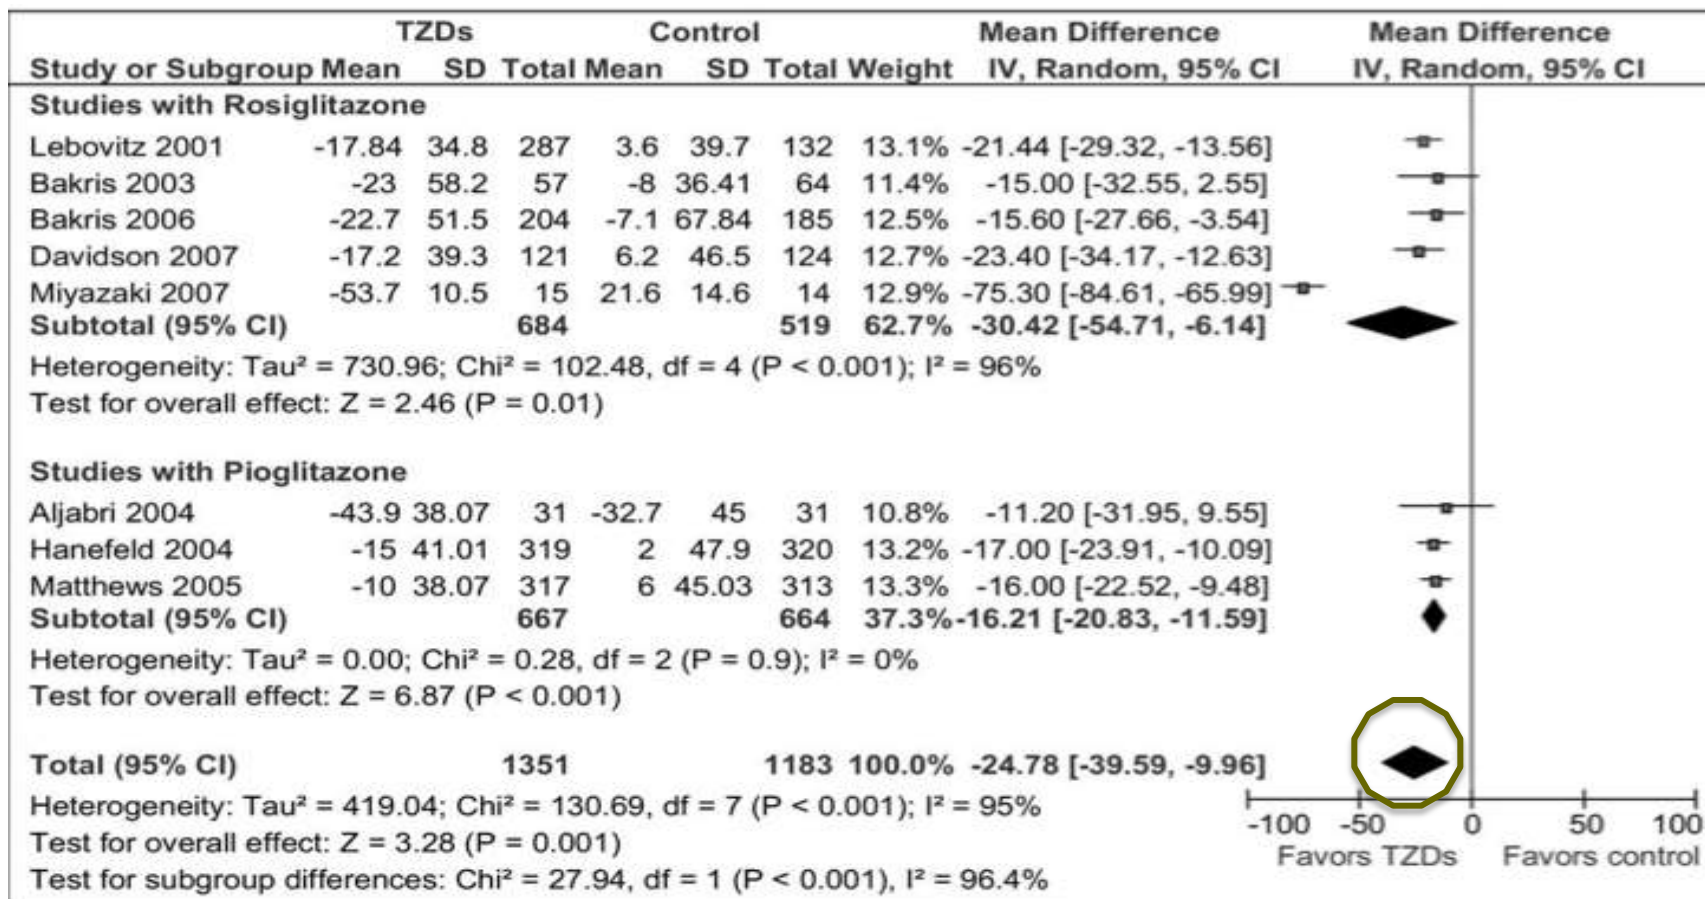 TZDs Control Mean Difference Mean Difference
Study or Subgroup Mean SD Total Mean SD Total Weight IV, Random, 95% CI IV, Random, 95% CI
Studies with Rosiglitazone
Lebovitz 2001 -17.84 34.8 287 3.6 39.7 132 13.1% -21.44 [-29.32, -13.56]
Bakris 2003 -23 58.2 57 -8 36.41 64 11.4% -15.00 [-32.55, 2.55]
Bakris 2006 -22.7 51.5 204 -7.1 67.84 185 12.5% -15.60 [-27.66, -3.54]
Davidson 2007 -17.2 39.3 121 6.2 46.5 124 12.7% -23.40 [-34.17, -12.63]
Miyazaki 2007 -53.7 10.5 15 21.6 14.6 14 12.9% -75.30 [-84.61, -65.99]
Subtotal (95% CI) 684 519 62.7% -30.42 [-54.71, -6.14]
Heterogeneity: Tau² = 730.96; Chi² = 102.48, df = 4 (P < 0.001); I² = 96%
Test for overall effect: Z = 2.46 (P = 0.01)
Studies with Pioglitazone
Aljabri 2004 -43.9 38.07 31 -32.7 45 31 10.8% -11.20 [-31.95, 9.55]
Hanefeld 2004 -15 41.01 319 2 47.9 320 13.2% -17.00 [-23.91, -10.09]
Matthews 2005 -10 38.07 317 6 45.03 313 13.3% -16.00 [-22.52, -9.48]
Subtotal (95% CI) 667 664 37.3% -16.21 [-20.83, -11.59]
Heterogeneity: Tau² = 0.00; Chi² = 0.28, df = 2 (P = 0.9); I² = 0%
Test for overall effect: Z = 6.87 (P < 0.001)
Total (95% CI) 1351 1183 100.0% -24.78 [-39.59, -9.96]
Heterogeneity: Tau² = 419.04; Chi² = 130.69, df = 7 (P < 0.001); I² = 95%
Test for overall effect: Z = 3.28 (P = 0.001)
Test for subgroup differences: Chi² = 27.94, df = 1 (P < 0.001), I² = 96.4%
-100 -50 0 50 100
Favors TZDs Favors control